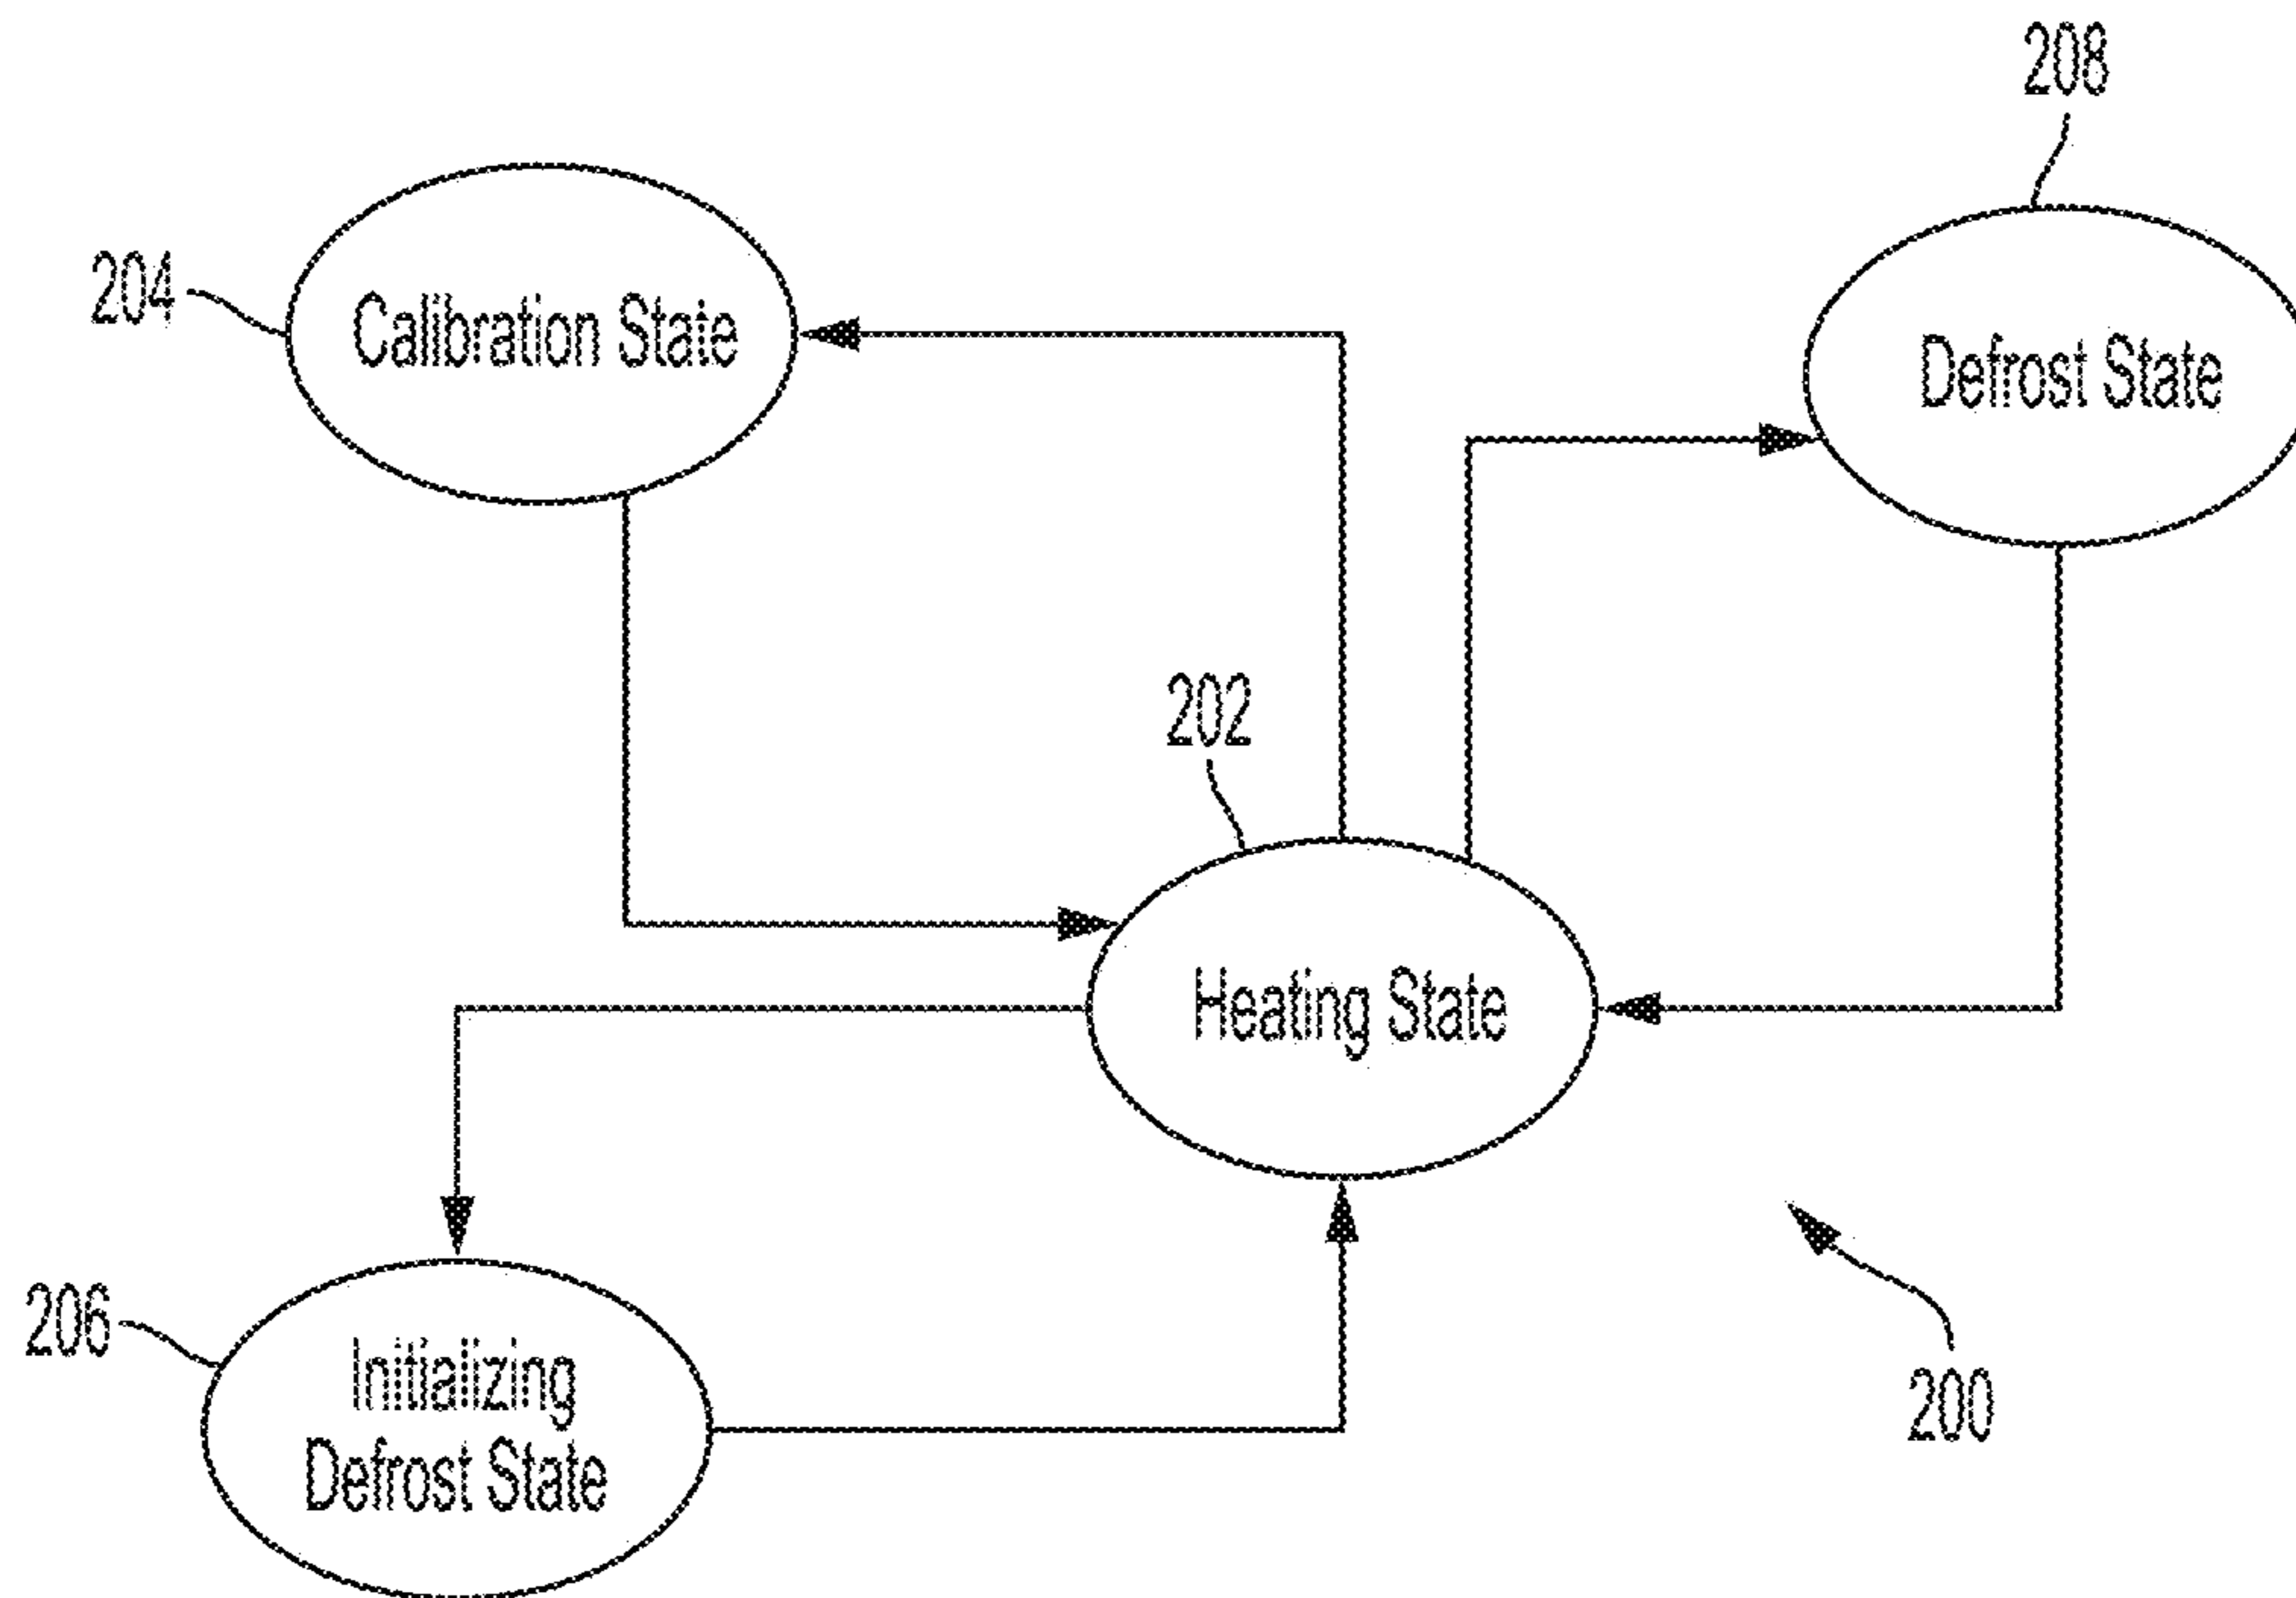 208
204
Calibration State
Defrost State
202
Heating State
206
Initializing
Defrost State
200